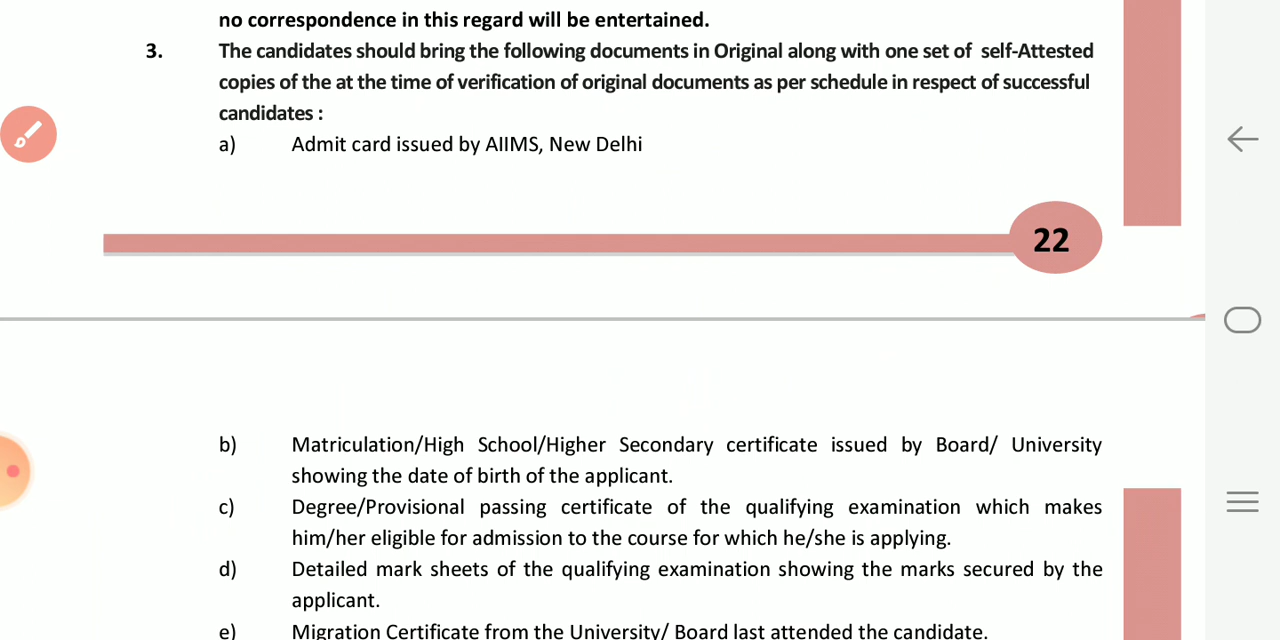 no correspondence in this regard will be entertained.
3. The candidates should bring the following documents in Original along with one set of self-Attested
copies of the at the time of verification of original documents as per schedule in respect of successful
candidates :
a) Admit card issued by AIIMS, New Delhi
22
b) Matriculation/High School/Higher Secondary certificate issued by Board/ University
showing the date of birth of the applicant.
c) Degree/Provisional passing certificate of the qualifying examination which makes
him/her eligible for admission to the course for which he/she is applying.
d) Detailed mark sheets of the qualifying examination showing the marks secured by the
applicant.
e) Migration Certificate from the University/ Board last attended the candidate.